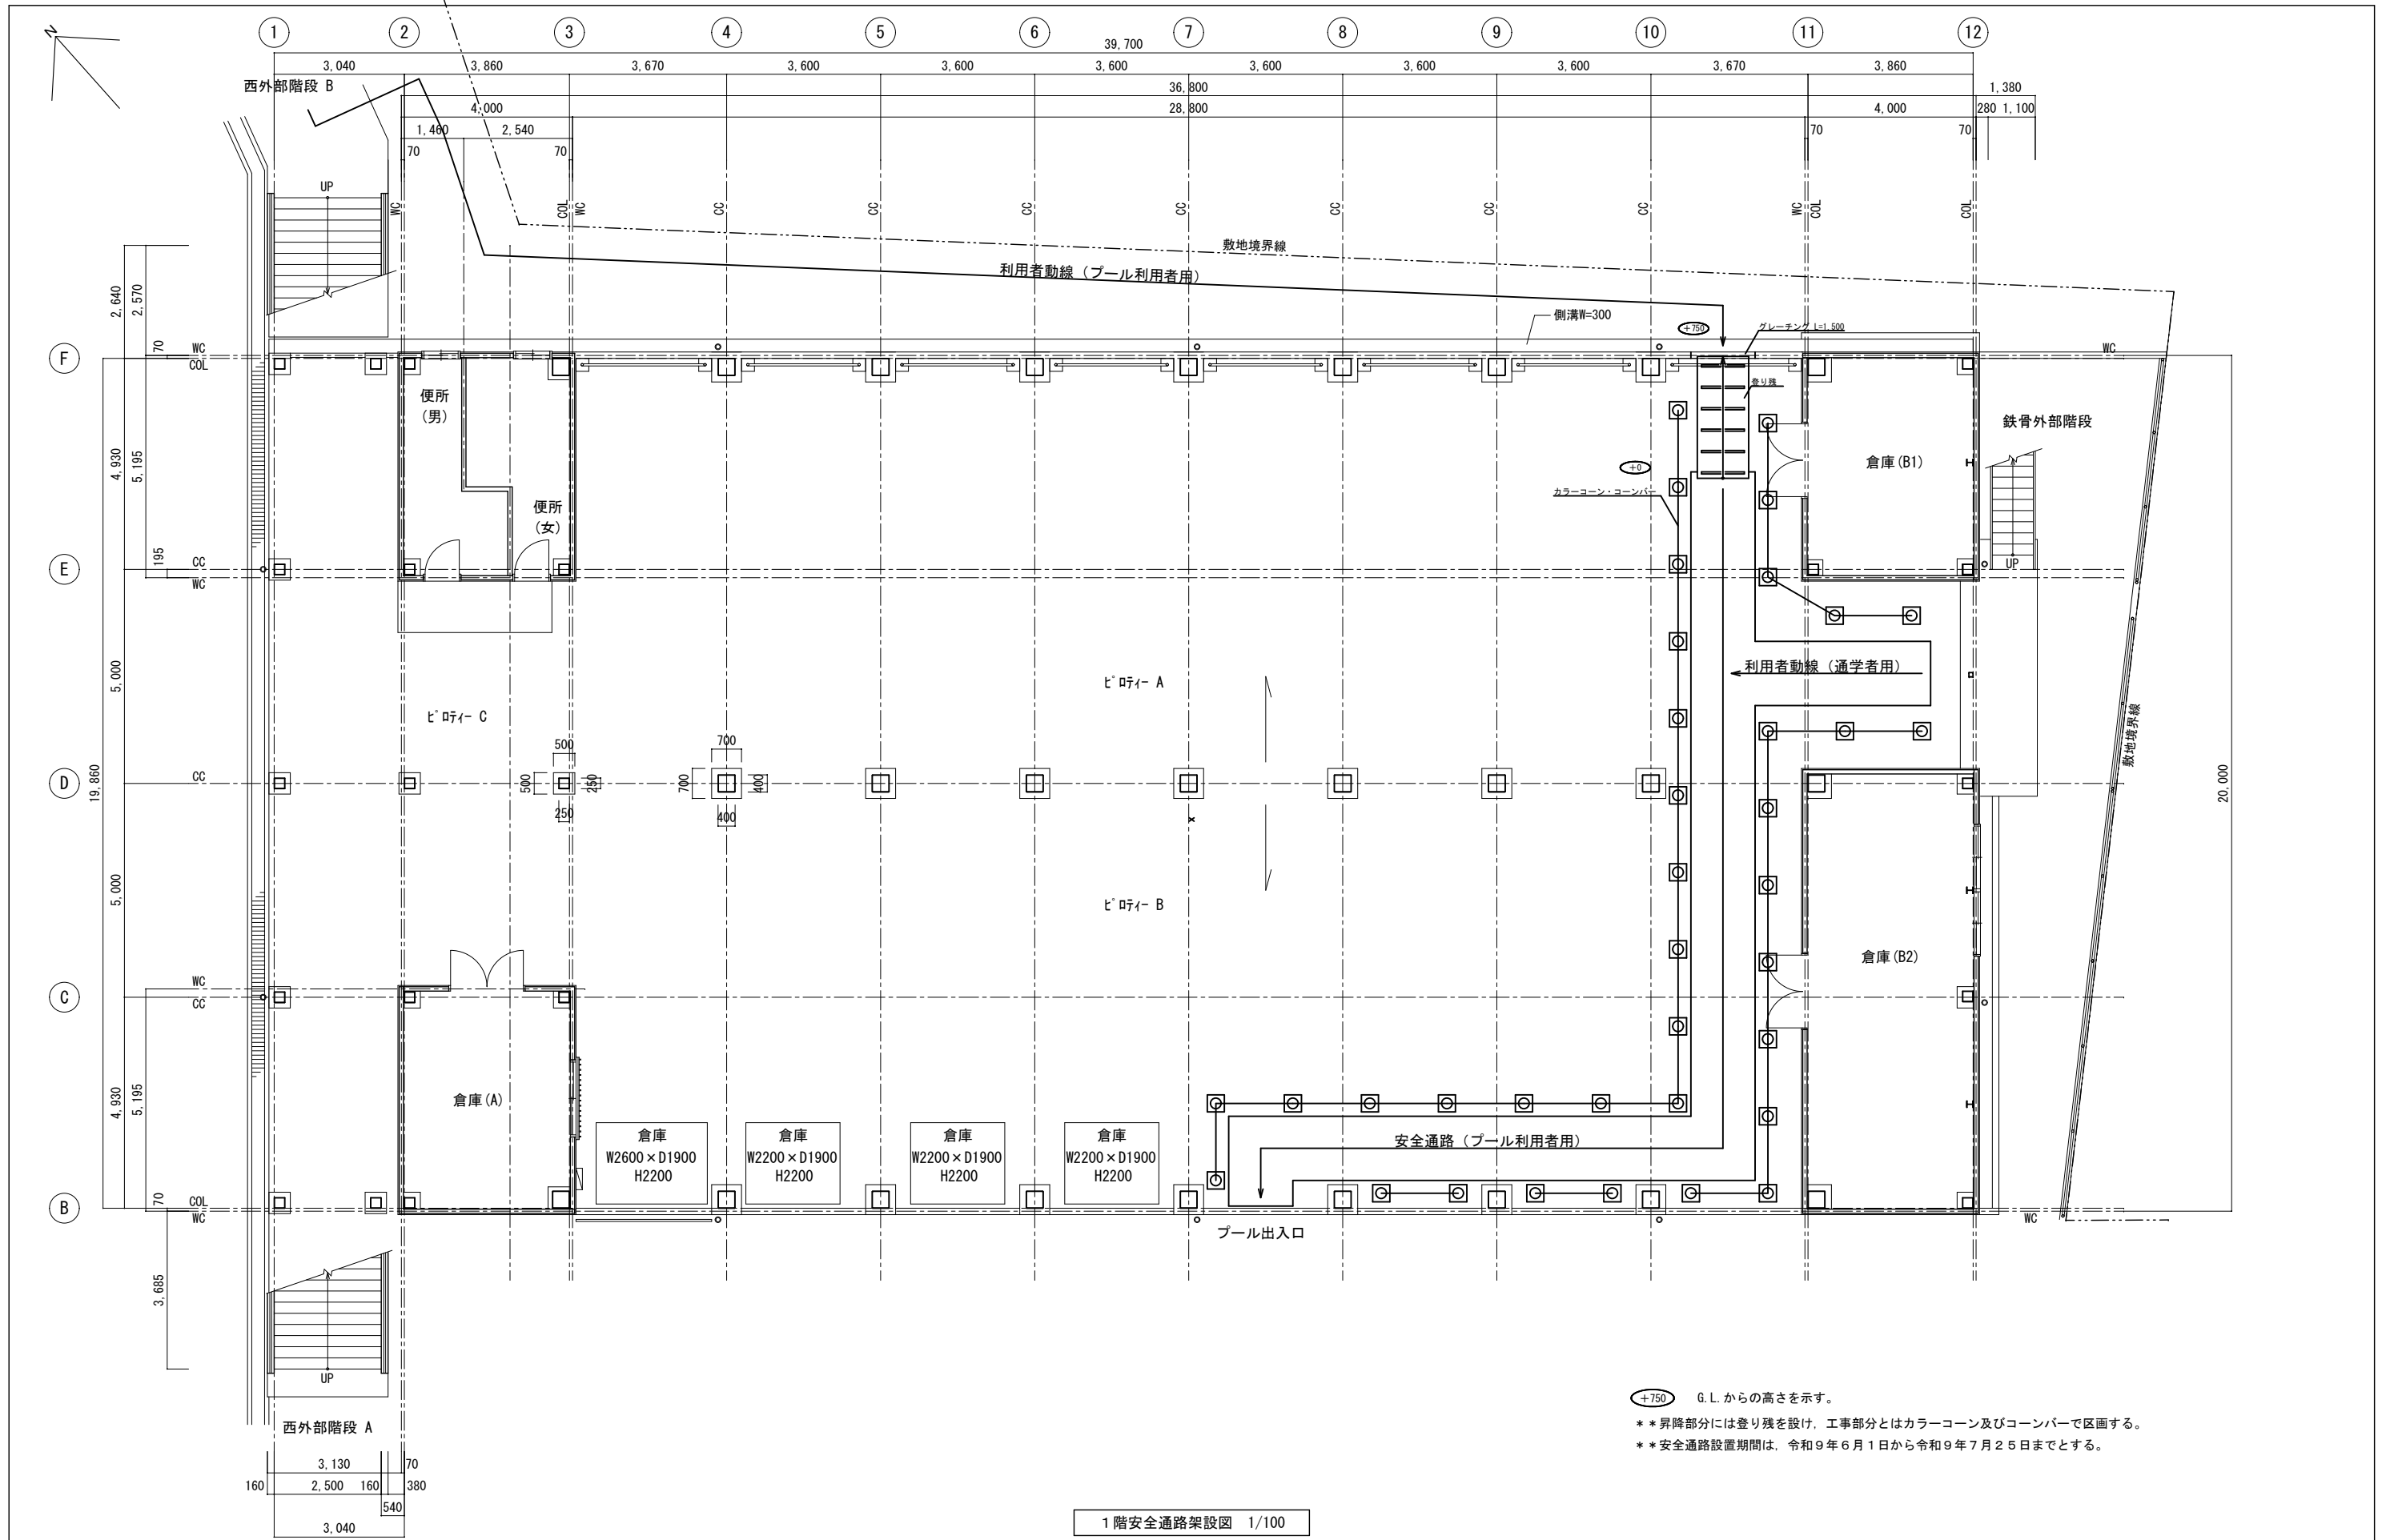 N
1 2 3 4 5 6 7 8 9 10 11 12
39,700
3,040 3,860 3,670 3,600 3,600 3,600 3,600 3,600 3,600 3,670 3,860
西外部階段 B
36,800 1,380
4,000 28,800 4,000 280 1,100
1,460 2,540
70 70 70 70
UP
WC COL WC CC CC CC CC CC CC CC WC COL COL
敷地境界線
利用者動線（プール利用者用）
2,640 2,570
側溝W=300
+750
グレーチング L=1,500
70
WC
WC
F
COL
登り残
便所
(男)
鉄骨外部階段
4,930 5,195
倉庫(B1)
+0
カラーコーン・コーンバー
便所
(女)
195
CC
E
WC
UP
5,000
利用者動線（通学者用）
ﾋﾟﾛﾃｨｰ A
ﾋﾟﾛﾃｨｰ C
敷地境界線
500 700
D
CC
19,860
500 250 700 400
20,000
250 400
5,000
ﾋﾟﾛﾃｨｰ B
倉庫(B2)
WC
C
CC
4,930 5,195
倉庫(A)
倉庫
W2600×D1900
H2200
倉庫
W2200×D1900
H2200
倉庫
W2200×D1900
H2200
倉庫
W2200×D1900
H2200
安全通路（プール利用者用）
70
COL
B
WC
WC
プール出入口
3,685
UP
西外部階段 A
+750 G.L.からの高さを示す。
＊＊昇降部分には登り残を設け，工事部分とはカラーコーン及びコーンバーで区画する。
＊＊安全通路設置期間は，令和９年６月１日から令和９年７月２５日までとする。
3,130 70
160 2,500 160 380
540
3,040
１階安全通路架設図 1/100